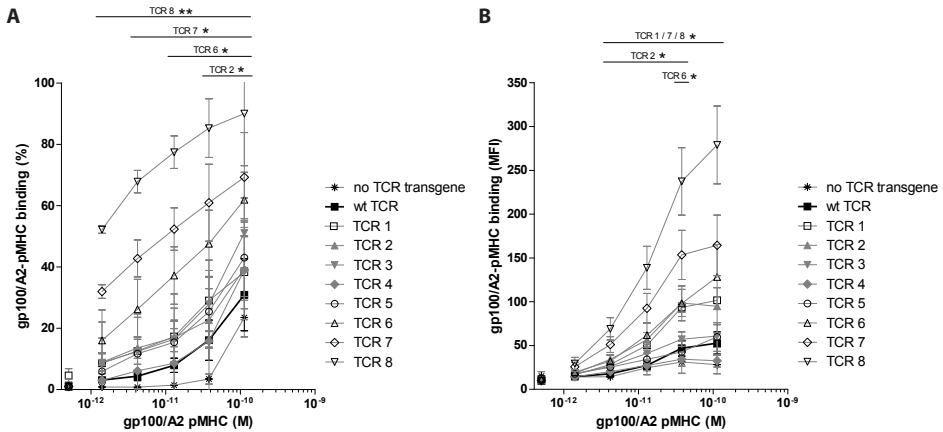 A
TCR 8 **
TCR 7 *
TCR 6 *
TCR 2 *
100
80
60
40
20
0
gp100/A2-pMHC binding (%)
10⁻¹²
10⁻¹¹
10⁻¹⁰
10⁻⁹
gp100/A2 pMHC (M)
no TCR transgene
wt TCR
TCR 1
TCR 2
TCR 3
TCR 4
TCR 5
TCR 6
TCR 7
TCR 8
B
TCR 1 / 7 / 8 *
TCR 2 *
TCR 6 *
350
300
250
200
150
100
50
0
gp100/A2-pMHC binding (MFI)
10⁻¹²
10⁻¹¹
10⁻¹⁰
10⁻⁹
gp100/A2 pMHC (M)
no TCR transgene
wt TCR
TCR 1
TCR 2
TCR 3
TCR 4
TCR 5
TCR 6
TCR 7
TCR 8